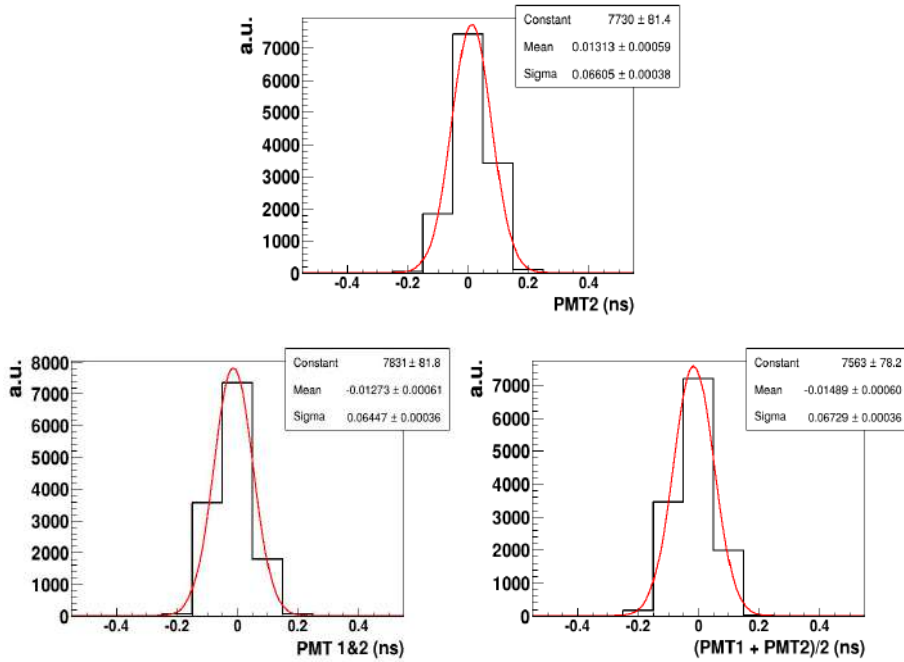 a.u.
Constant 7730 ± 81.4
Mean 0.01313 ± 0.00059
Sigma 0.06605 ± 0.00038
7000
6000
5000
4000
3000
2000
1000
0
-0.4 -0.2 0 0.2 0.4
PMT2 (ns)
a.u.
Constant 7831 ± 81.8
Mean -0.01273 ± 0.00061
Sigma 0.06447 ± 0.00036
8000
7000
6000
5000
4000
3000
2000
1000
0
-0.4 -0.2 0 0.2 0.4
PMT 1&2 (ns)
a.u.
Constant 7563 ± 78.2
Mean -0.01489 ± 0.00060
Sigma 0.06729 ± 0.00036
7000
6000
5000
4000
3000
2000
1000
0
-0.4 -0.2 0 0.2 0.4
(PMT1 + PMT2)/2 (ns)